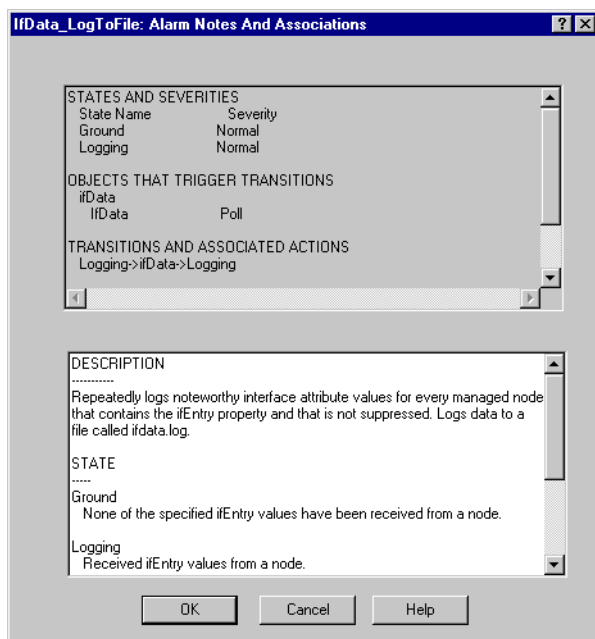 IfData_LogToFile: Alarm Notes And Associations
STATES AND SEVERITIES
State Name Severity
Ground Normal
Logging Normal
OBJECTS THAT TRIGGER TRANSITIONS
ifData
IfData Poll
TRANSITIONS AND ASSOCIATED ACTIONS
Logging->ifData->Logging
DESCRIPTION
-----------
Repeatedly logs noteworthy interface attribute values for every managed node
that contains the ifEntry property and that is not suppressed. Logs data to a
file called ifdata.log.
STATE
-----
Ground
None of the specified ifEntry values have been received from a node.
Logging
Received ifEntry values from a node.
OK Cancel Help